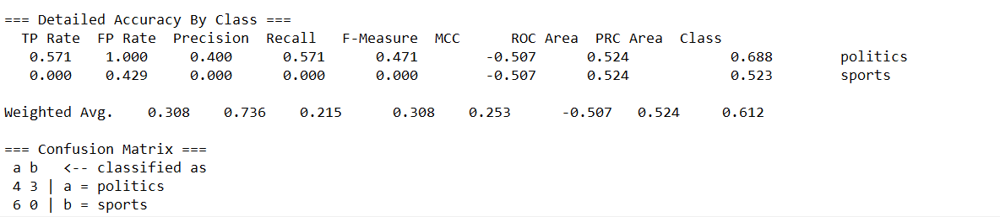 === Detailed Accuracy By Class ===
TP Rate FP Rate Precision Recall F-Measure MCC ROC Area PRC Area Class
0.571 1.000 0.400 0.571 0.471 -0.507 0.524 0.688 politics
0.000 0.429 0.000 0.000 0.000 -0.507 0.524 0.523 sports
Weighted Avg. 0.308 0.736 0.215 0.308 0.253 -0.507 0.524 0.612
=== Confusion Matrix ===
a b <-- classified as
4 3 | a = politics
6 0 | b = sports